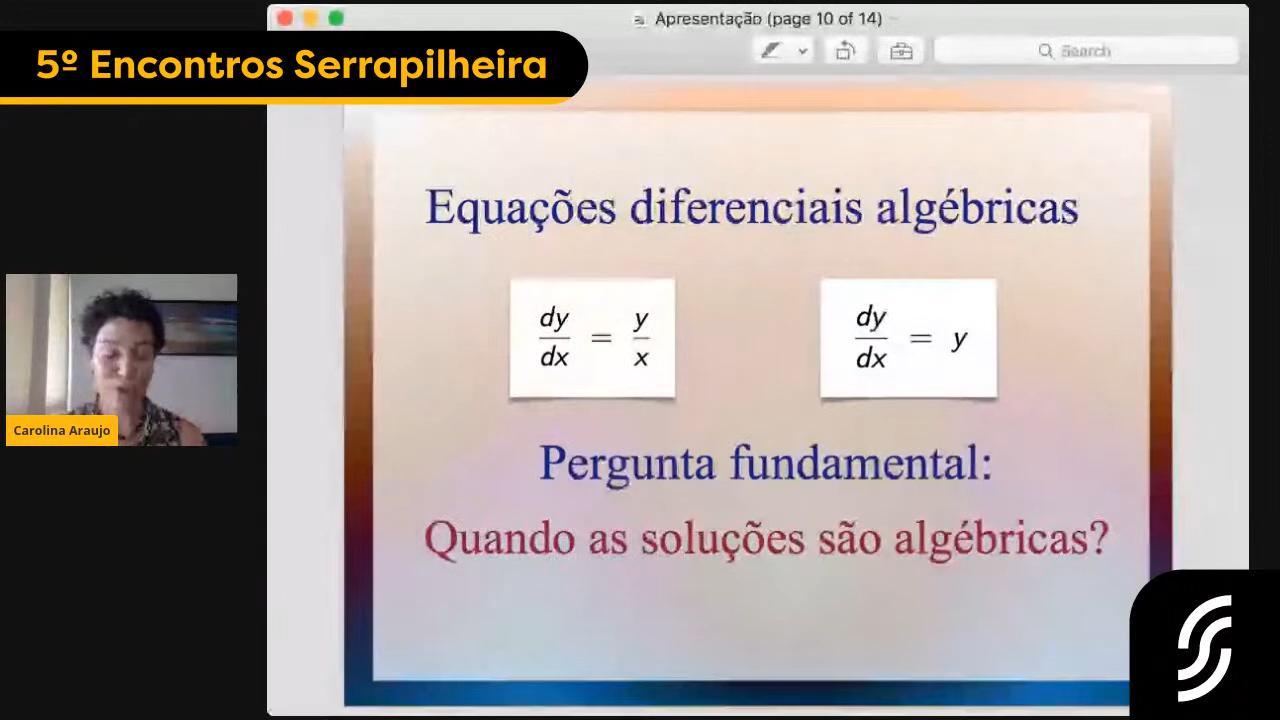 Apresentação (page 10 of 14)
Search
5º Encontros Serrapilheira
Equações diferenciais algébricas
dy/dx = y/x
dy/dx = y
Pergunta fundamental:
Quando as soluções são algébricas?
Carolina Araujo